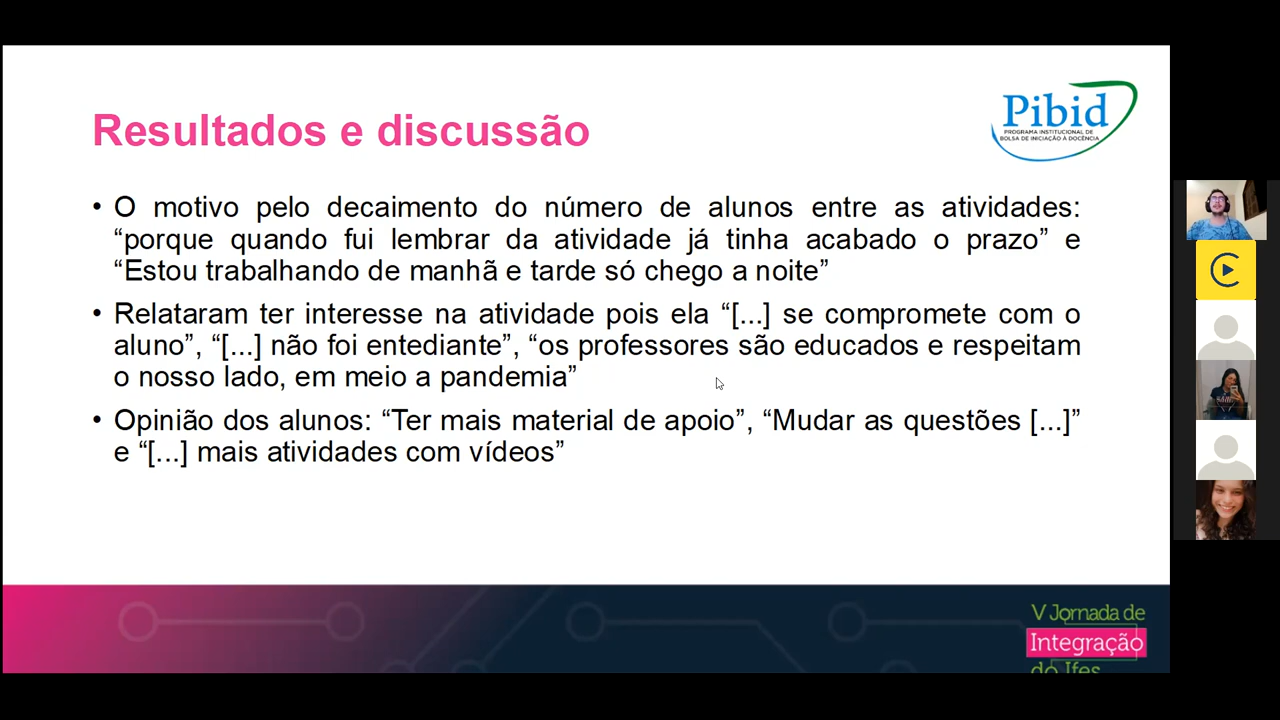 Resultados e discussão
Pibid
PROGRAMA INSTITUCIONAL DE
BOLSA DE INICIAÇÃO À DOCÊNCIA
• O motivo pelo decaimento do número de alunos entre as atividades:
“porque quando fui lembrar da atividade já tinha acabado o prazo” e
“Estou trabalhando de manhã e tarde só chego a noite”
• Relataram ter interesse na atividade pois ela “[...] se compromete com o
aluno”, “[...] não foi entediante”, “os professores são educados e respeitam
o nosso lado, em meio a pandemia”
• Opinião dos alunos: “Ter mais material de apoio”, “Mudar as questões [...]”
e “[...] mais atividades com vídeos”
V Jornada de
Integração
do Ifes